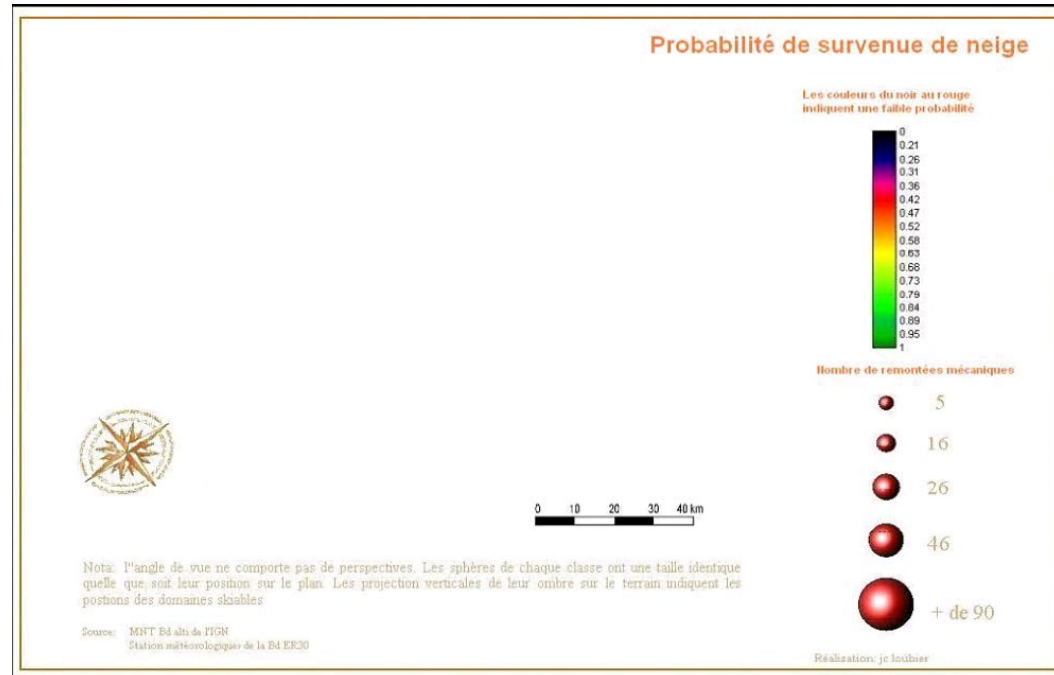 Probabilité de survenue de neige
Les couleurs du noir au rouge
indiquent une faible probabilité
0
0.21
0.26
0.31
0.36
0.42
0.47
0.52
0.58
0.63
0.68
0.73
0.79
0.84
0.89
0.95
1
Nombre de remontées mécaniques
5
16
26
46
+ de 90
0 10 20 30 40 km
Nota: l"angle de vue ne comporte pas de perspectives. Les sphères de chaque classe ont une taille identique
quelle que, soit leur position sur le plan. Les projection verticales de leur ombre sur le terrain indiquent les
postions des domaines skiables
Source: MNT Bd alti de l'IGN
Station météorologiques de la Bd ER30
Réalisation: jc loubier